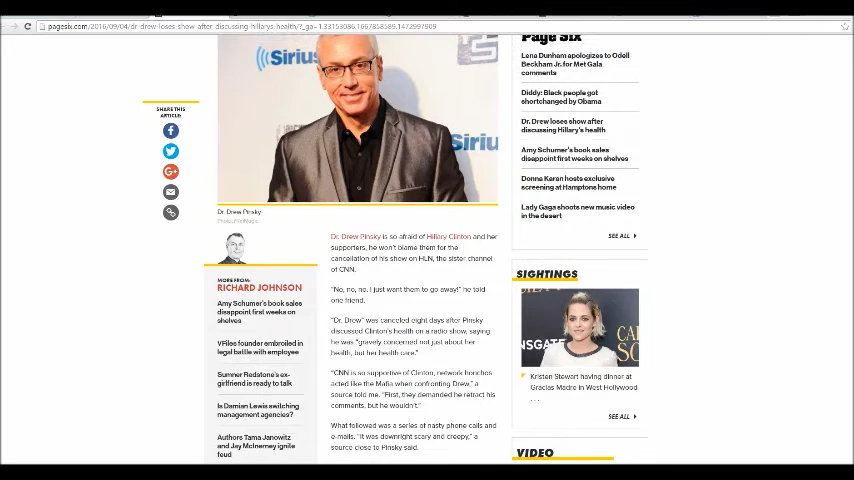 pagesix.com/2016/09/04/dr-drew-loses-show-after-discussing-hillarys-health/?_ga=1.33153086.1667858589.1472997909
((Sirius
Siriu
SHARE THIS
ARTICLE:
Dr. Drew Pinsky
Photo: FilmMagic
MORE FROM:
RICHARD JOHNSON
Amy Schumer's book sales
disappoint first weeks on
shelves
VFiles founder embroiled in
legal battle with employee
Sumner Redstone's ex-
girlfriend is ready to talk
Is Damian Lewis switching
management agencies?
Authors Tama Janowitz
and Jay McInerney ignite
feud
Dr. Drew Pinsky is so afraid of Hillary Clinton and her
supporters, he won't blame them for the
cancellation of his show on HLN, the sister channel
of CNN.
"No, no, no. I just want them to go away!" he told
one friend.
"Dr. Drew" was canceled eight days after Pinsky
discussed Clinton's health on a radio show, saying
he was "gravely concerned not just about her
health, but her health care."
"CNN is so supportive of Clinton, network honchos
acted like the Mafia when confronting Drew," a
source told me. "First, they demanded he retract his
comments, but he wouldn't."
What followed was a series of nasty phone calls and
e-mails. "It was downright scary and creepy," a
source close to Pinsky said.
Page Six
Lena Dunham apologizes to Odell
Beckham Jr. for Met Gala
comments
Diddy: Black people got
shortchanged by Obama
Dr. Drew loses show after
discussing Hillary's health
Amy Schumer's book sales
disappoint first weeks on shelves
Donna Karan hosts exclusive
screening at Hamptons home
Lady Gaga shoots new music video
in the desert
SEE ALL
SIGHTINGS
NSGATE
Kristen Stewart having dinner at
Gracias Madre in West Hollywood
. . .
SEE ALL
VIDEO